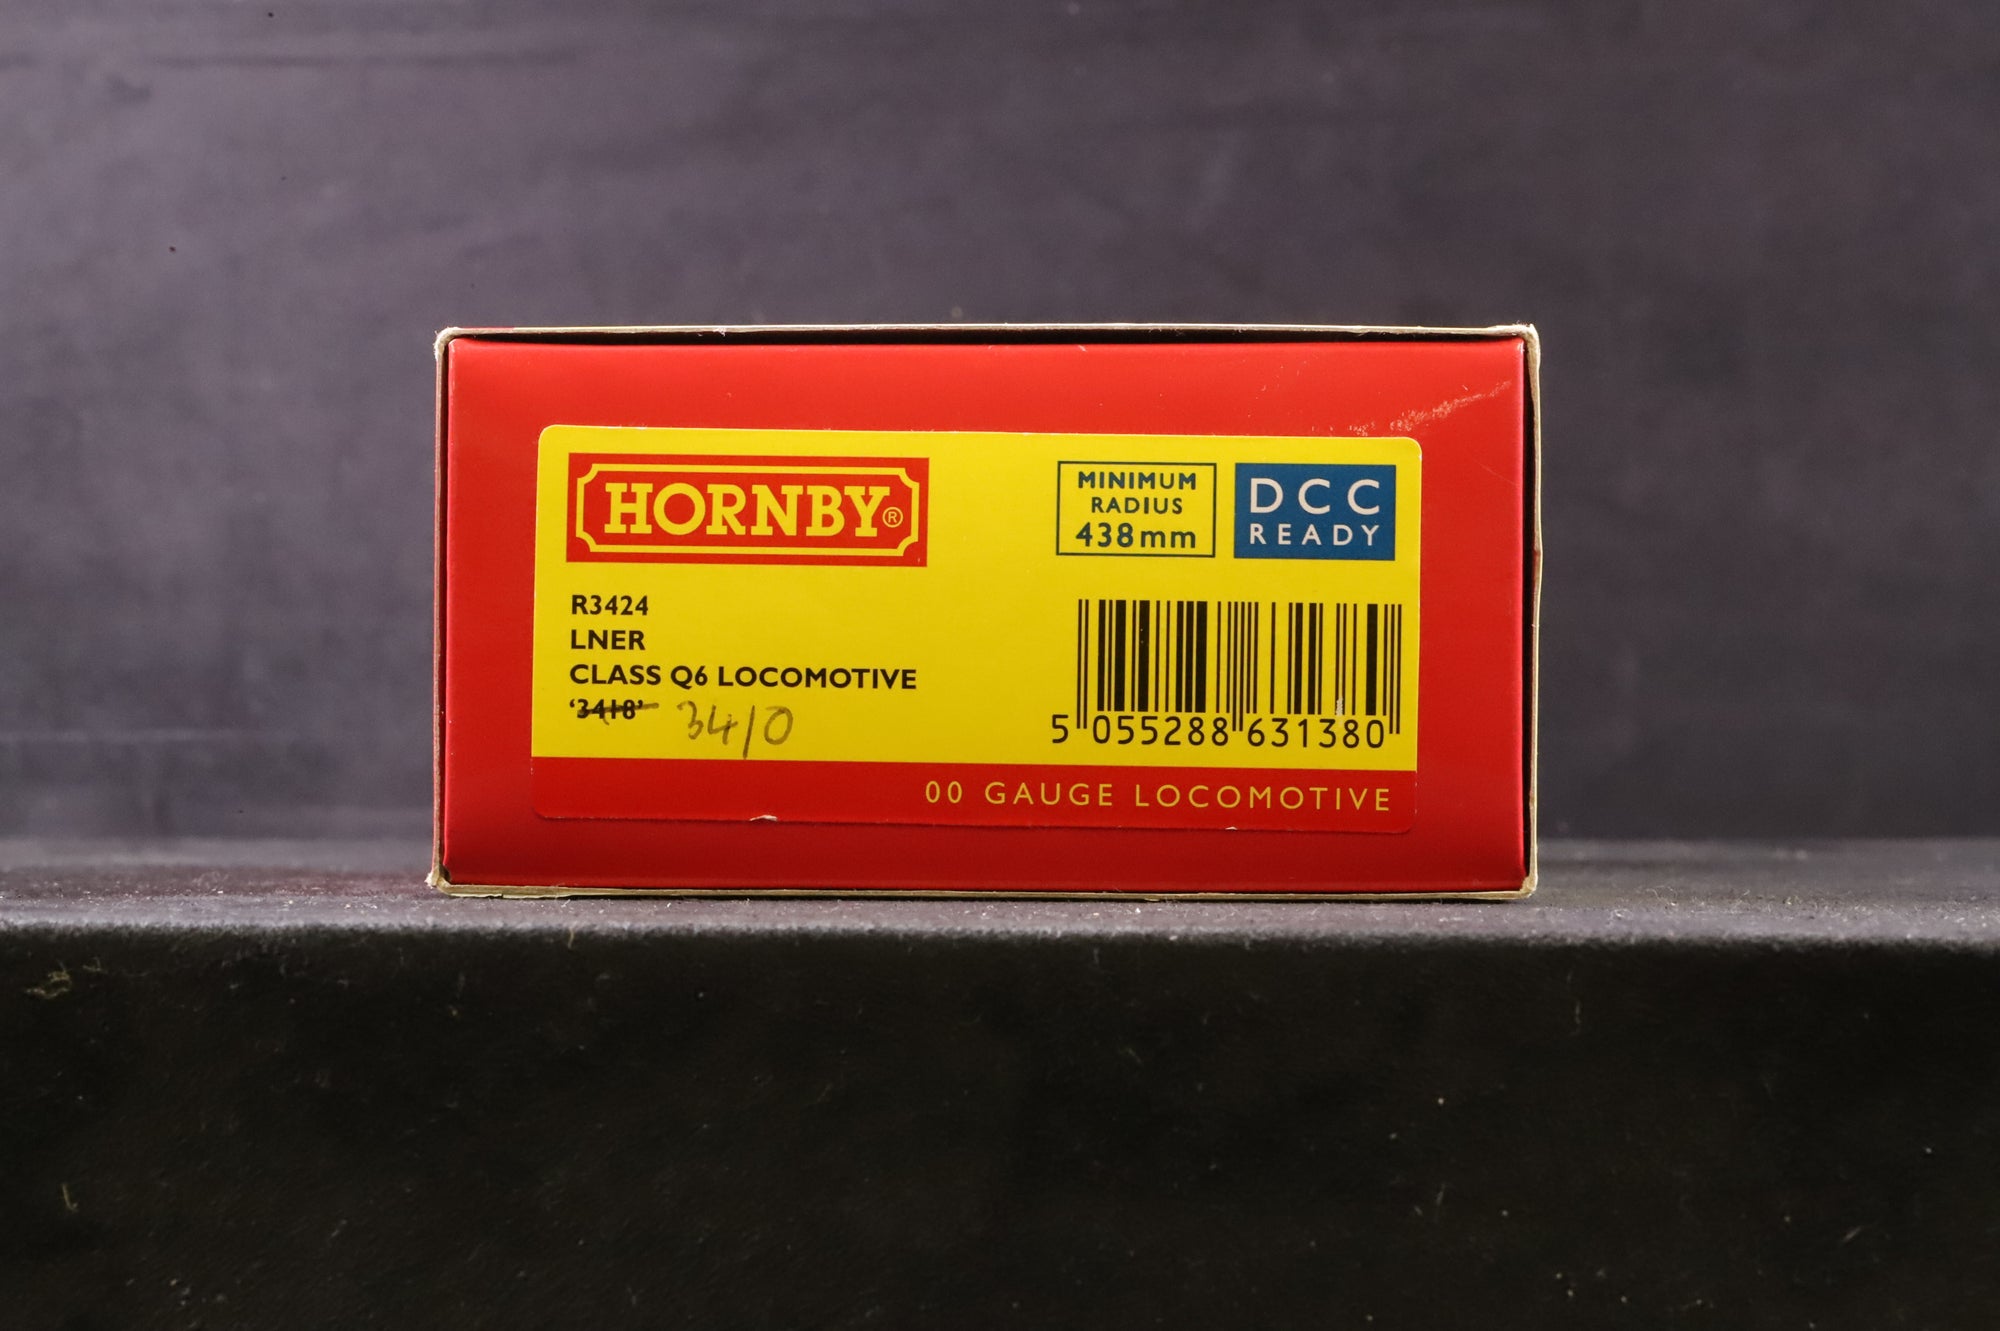 HORNBY®
MINIMUM
RADIUS
438mm
DCC
READY
R3424
LNER
CLASS Q6 LOCOMOTIVE
'3418' 3410
5 055288 631380
00 GAUGE LOCOMOTIVE